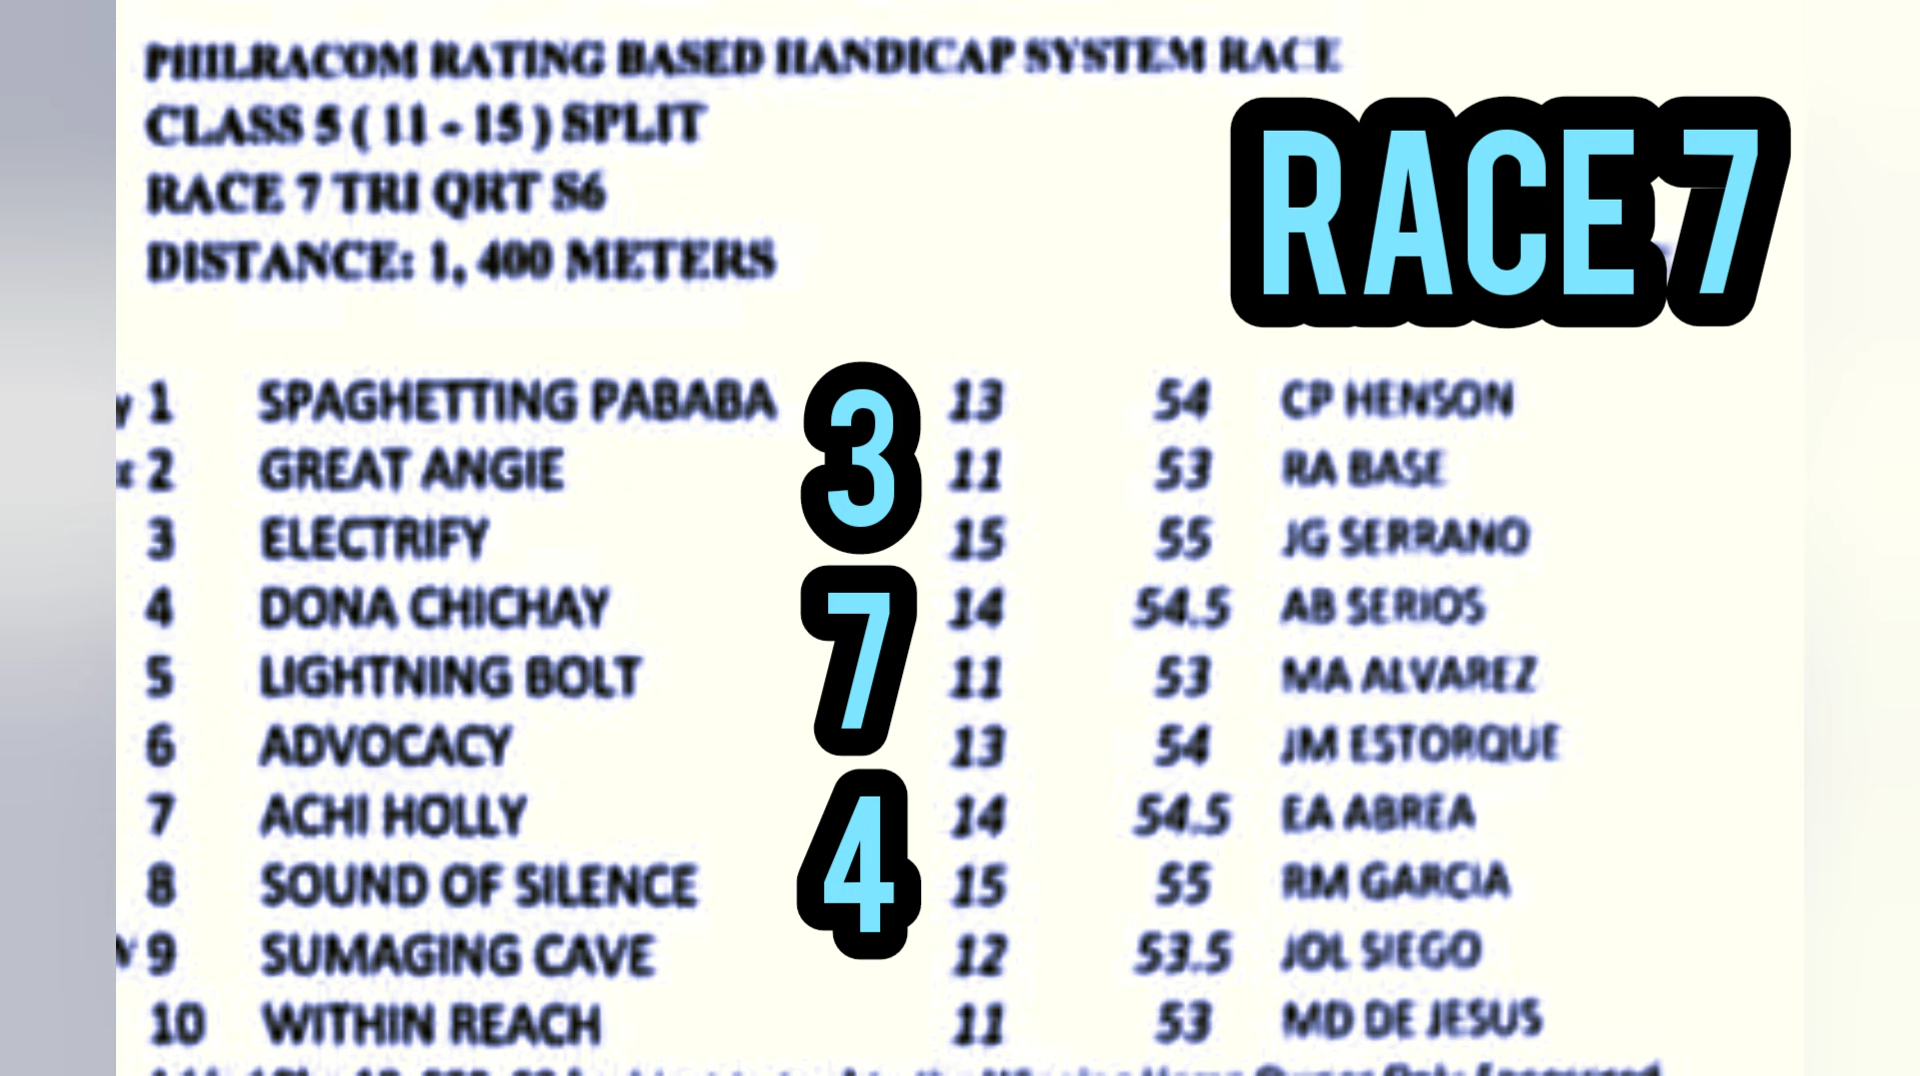 PHILRACOM RATING BASED HANDICAP SYSTEM RACE
CLASS 5 ( 11 - 15 ) SPLIT
RACE 7 TRI QRT S6
DISTANCE: 1, 400 METERS
RACE 7
1 SPAGHETTING PABABA 13 54 CP HENSON
2 GREAT ANGIE 11 53 RA BASE
3 ELECTRIFY 15 55 JG SERRANO
4 DONA CHICHAY 14 54.5 AB SERIOS
5 LIGHTNING BOLT 11 53 MA ALVAREZ
6 ADVOCACY 13 54 JM ESTORQUE
7 ACHI HOLLY 14 54.5 EA ABREA
8 SOUND OF SILENCE 15 55 RM GARCIA
9 SUMAGING CAVE 12 53.5 JOL SIEGO
10 WITHIN REACH 11 53 MD DE JESUS
3
7
4